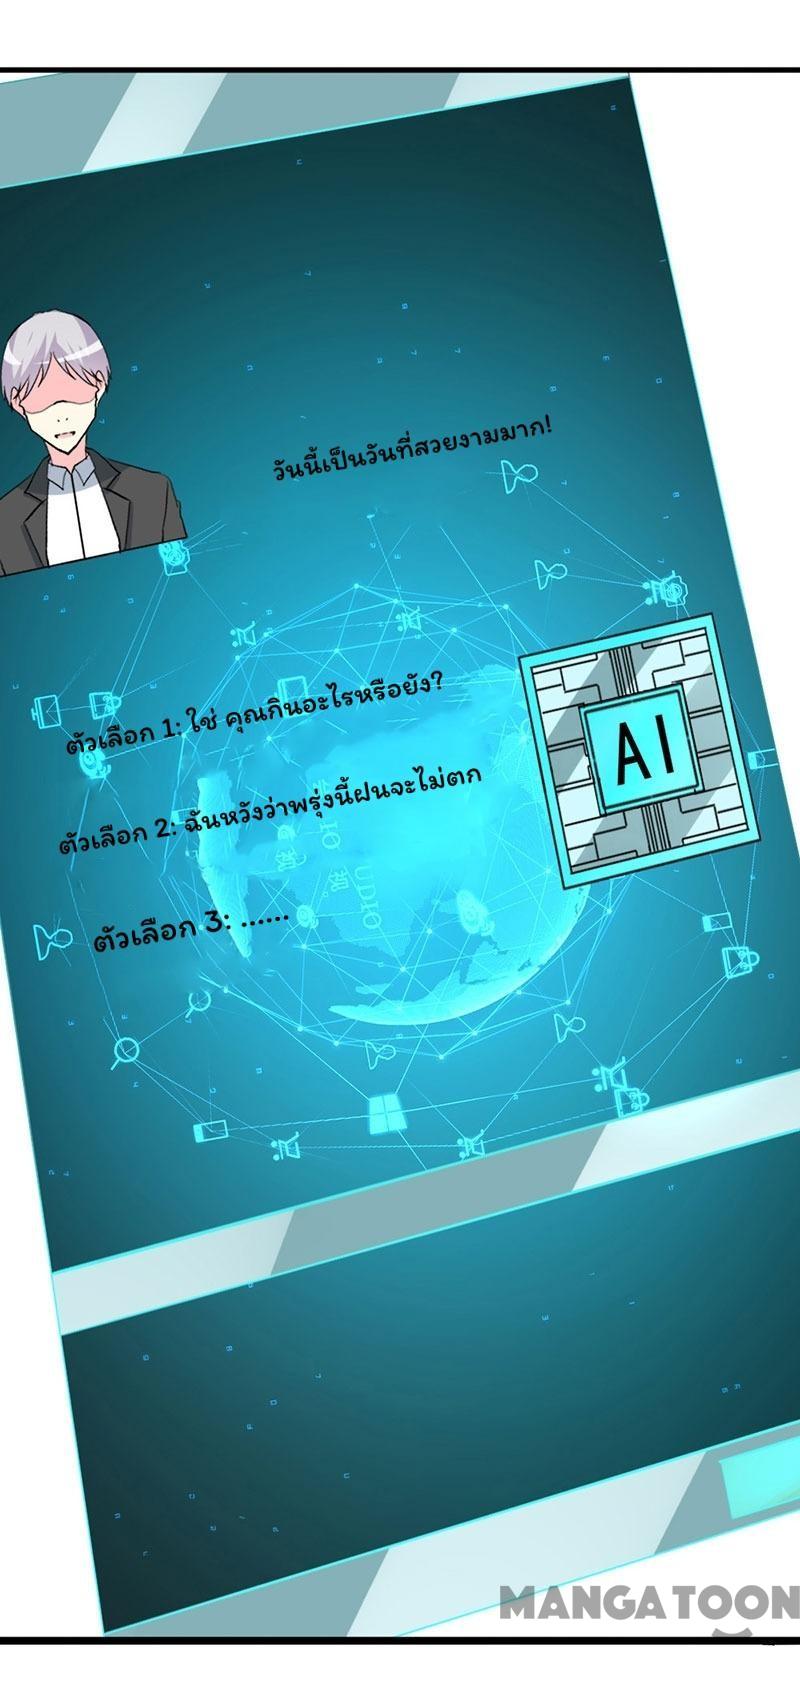 วันนี้เป็นวันที่สวยงามมาก!
ตัวเลือก 1: ใช่ คุณกินอะไรหรือยัง?
AI
ตัวเลือก 2: ฉันหวังว่าพรุ่งนี้ฝนจะไม่ตก
ตัวเลือก 3: ......
MANGATOON